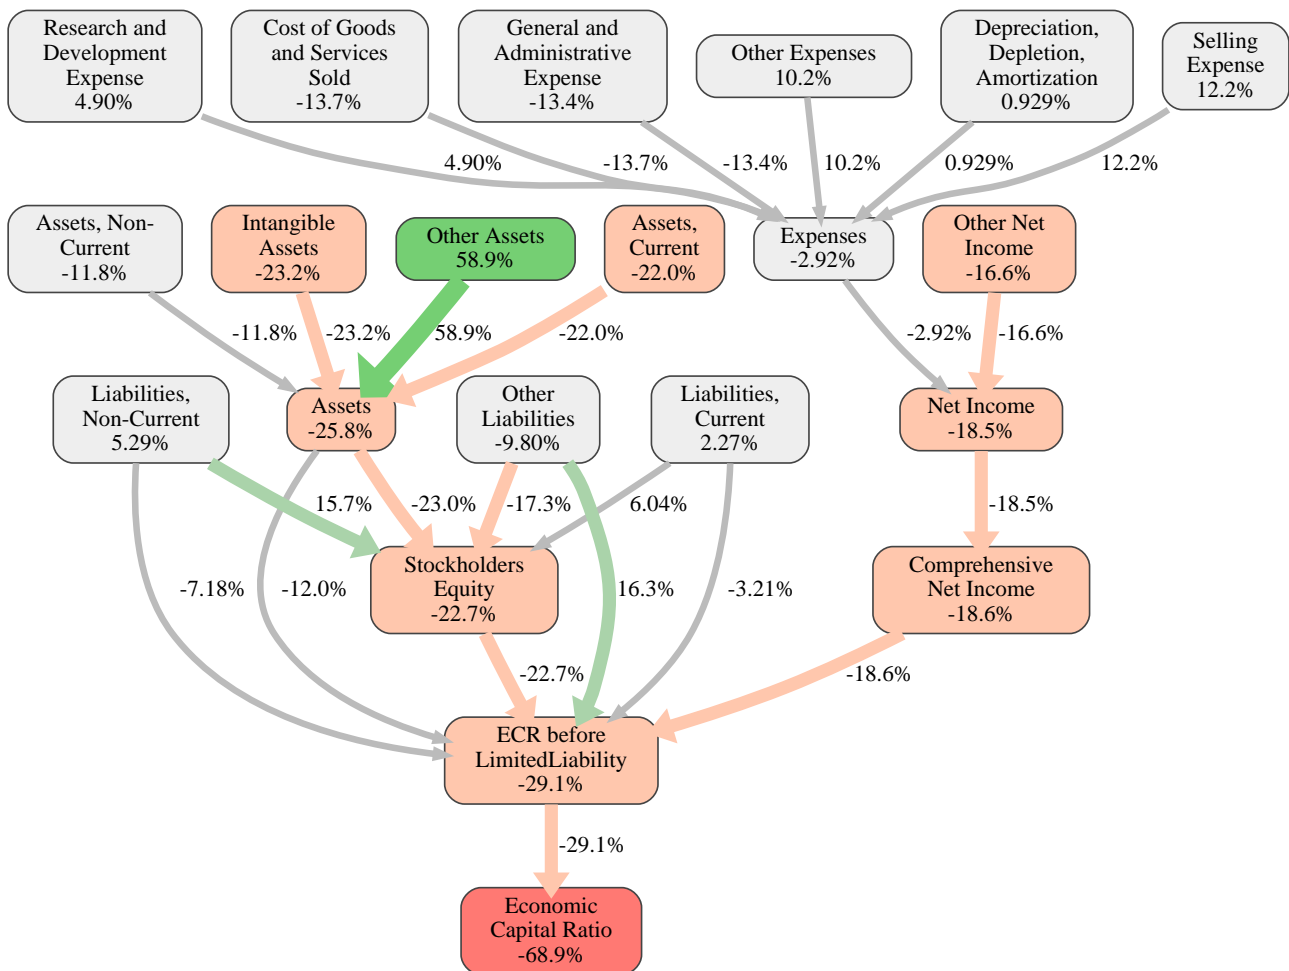 Research and
Development
Expense
4.90%
Cost of Goods
and Services
Sold
-13.7%
General and
Administrative
Expense
-13.4%
Other Expenses
10.2%
Depreciation,
Depletion,
Amortization
0.929%
Selling
Expense
12.2%
4.90%
-13.7%
-13.4%
10.2%
0.929%
12.2%
Assets, Non-
Current
-11.8%
Intangible
Assets
-23.2%
Other Assets
58.9%
Assets,
Current
-22.0%
Expenses
-2.92%
Other Net
Income
-16.6%
-11.8%
-23.2%
58.9%
-22.0%
-2.92%
-16.6%
Liabilities,
Non-Current
5.29%
Assets
-25.8%
Other
Liabilities
-9.80%
Liabilities,
Current
2.27%
Net Income
-18.5%
15.7%
-23.0%
-17.3%
6.04%
-18.5%
Stockholders
Equity
-22.7%
Comprehensive
Net Income
-18.6%
-7.18%
-12.0%
16.3%
-3.21%
-22.7%
-18.6%
ECR before
LimitedLiability
-29.1%
-29.1%
Economic
Capital Ratio
-68.9%